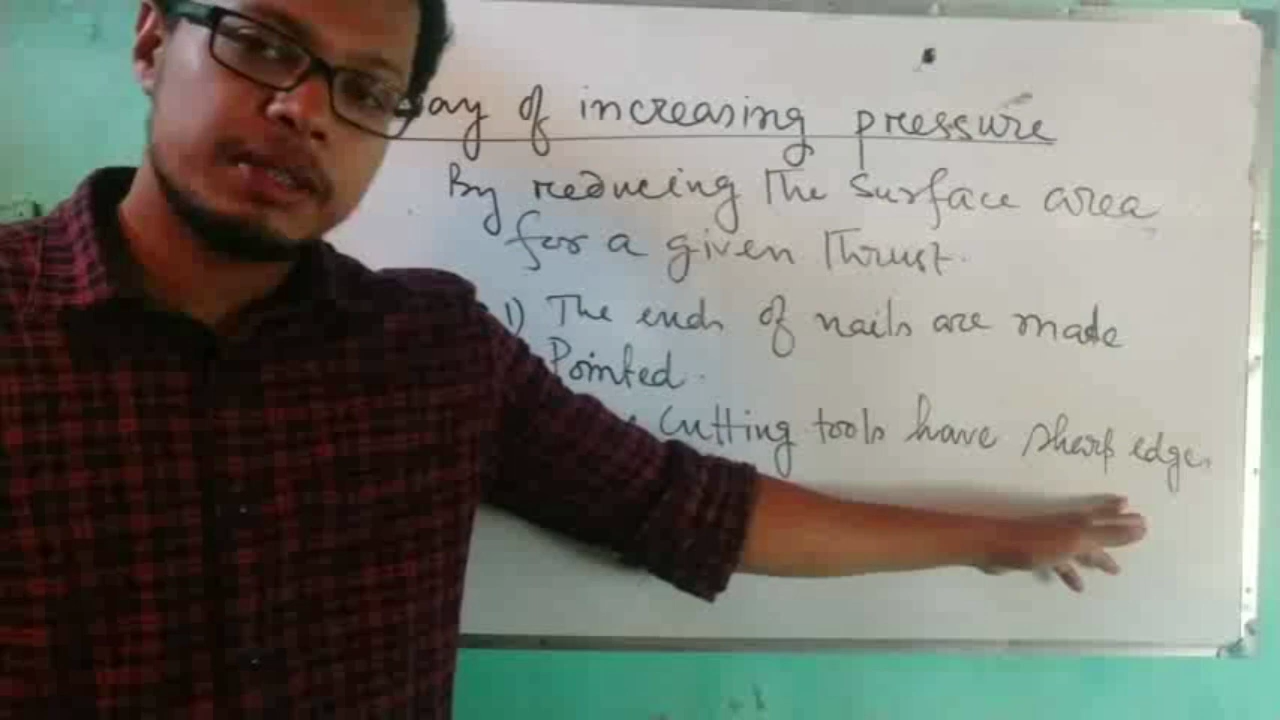 ay of increasing pressure
By reducing The surface area
for a given Thrust.
1) The ends of nails are made
Pointed.
Cutting tools have sharp edge.